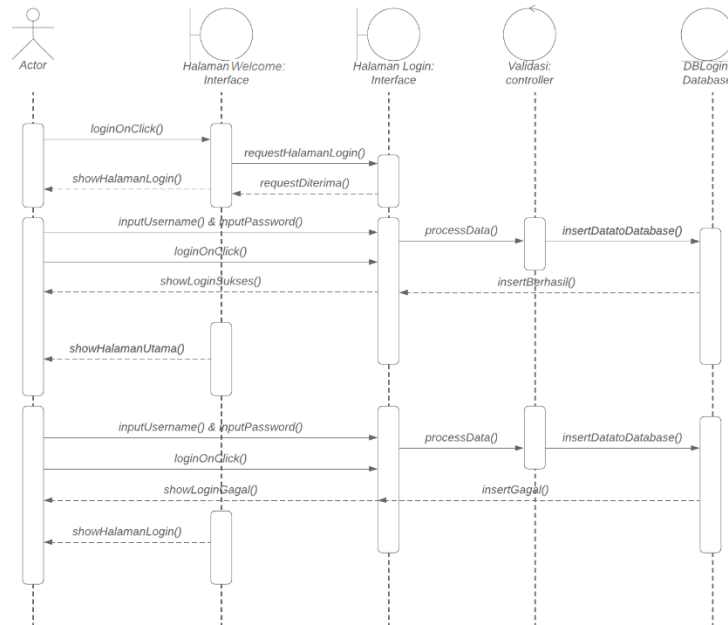 Actor
Halaman Welcome:
Interface
Halaman Login:
Interface
Validasi:
controller
DBLogin:
Database
loginOnClick()
requestHalamanLogin()
showHalamanLogin()
requestDiterima()
inputUsername() & inputPassword()
processData()
insertDatatoDatabase()
loginOnClick()
showLoginSukses()
insertBerhasil()
showHalamanUtama()
inputUsername() & inputPassword()
processData()
insertDatatoDatabase()
loginOnClick()
showLoginGagal()
insertGagal()
showHalamanLogin()